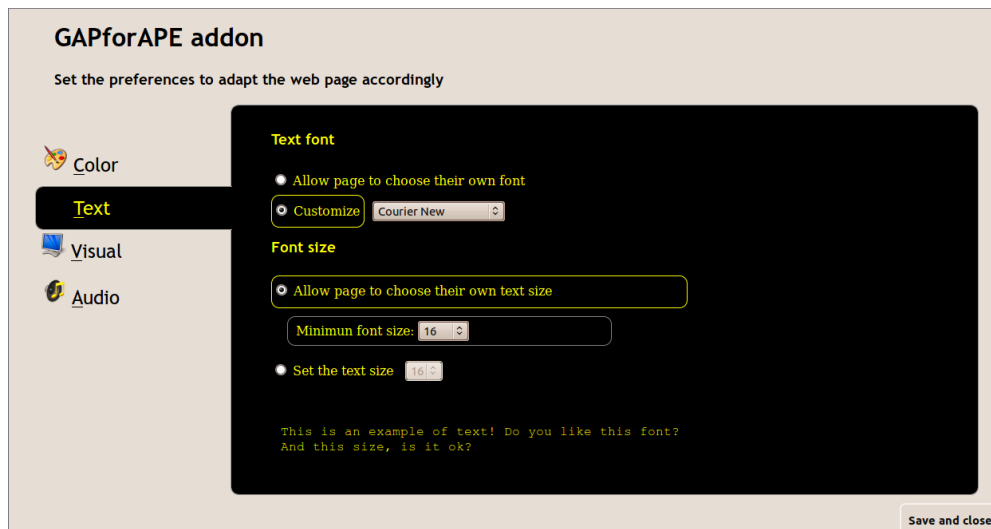 GAPforAPE addon
Set the preferences to adapt the web page accordingly
Color
Text
Visual
Audio
Text font
Allow page to choose their own font
Customize Courier New
Font size
Allow page to choose their own text size
Minimun font size: 16
Set the text size 16
This is an example of text! Do you like this font?
And this size, is it ok?
Save and close